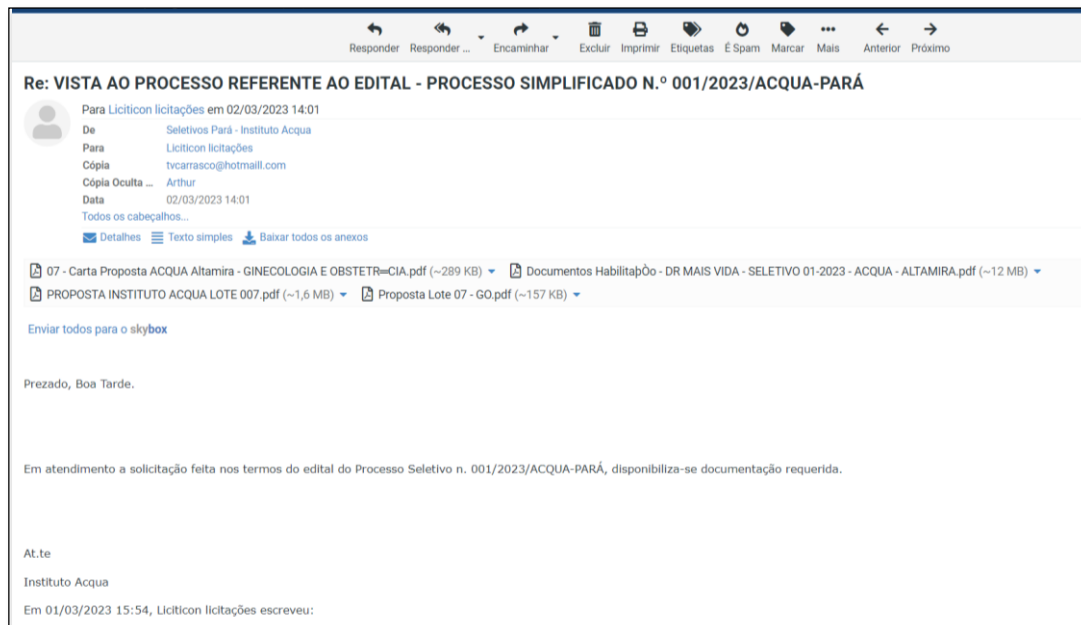 Responder Responder ... Encaminhar Excluir Imprimir Etiquetas É Spam Marcar Mais Anterior Próximo
Re: VISTA AO PROCESSO REFERENTE AO EDITAL - PROCESSO SIMPLIFICADO N.º 001/2023/ACQUA-PARÁ
Para Liciticon licitações em 02/03/2023 14:01
De Seletivos Pará - Instituto Acqua
Para Liciticon licitações
Cópia tvcarrasco@hotmaill.com
Cópia Oculta ... Arthur
Data 02/03/2023 14:01
Todos os cabeçalhos...
Detalhes Texto simples Baixar todos os anexos
07 - Carta Proposta ACQUA Altamira - GINECOLOGIA E OBSTETR═CIA.pdf (~289 KB) Documentos HabilitaþÒo - DR MAIS VIDA - SELETIVO 01-2023 - ACQUA - ALTAMIRA.pdf (~12 MB)
PROPOSTA INSTITUTO ACQUA LOTE 007.pdf (~1,6 MB) Proposta Lote 07 - GO.pdf (~157 KB)
Enviar todos para o skybox
Prezado, Boa Tarde.
Em atendimento a solicitação feita nos termos do edital do Processo Seletivo n. 001/2023/ACQUA-PARÁ, disponibiliza-se documentação requerida.
At.te
Instituto Acqua
Em 01/03/2023 15:54, Liciticon licitações escreveu: